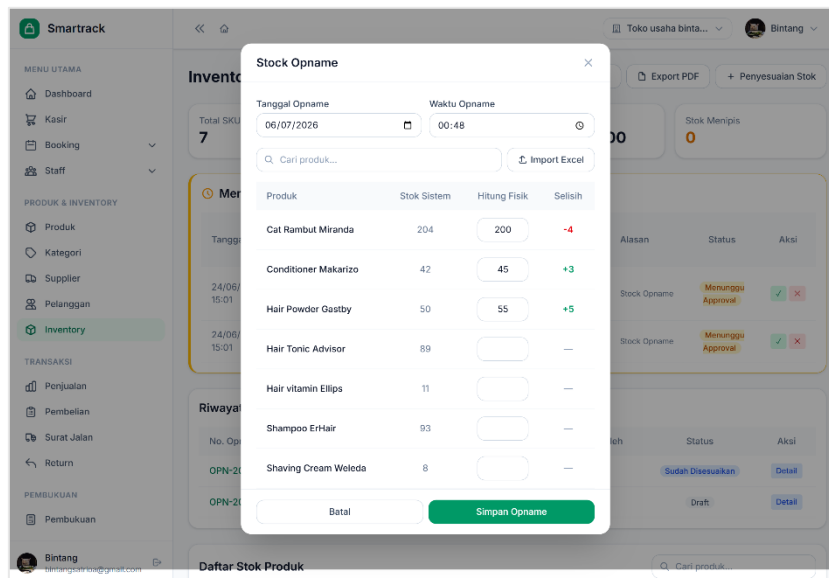 Smartrack
Toko usaha binta...
Bintang
MENU UTAMA
Dashboard
Kasir
Booking
Staff
PRODUK & INVENTORY
Produk
Kategori
Supplier
Pelanggan
Inventory
TRANSAKSI
Penjualan
Pembelian
Surat Jalan
Return
PEMBUKUAN
Pembukuan
Bintang
Invento
Export PDF
+ Penyesuaian Stok
Total SKU
7
00
Stok Menipis
0
Men
Tangga
Alasan
Status
Aksi
24/06/
15:01
Stock Opname
Menunggu
Approval
24/06/
15:01
Stock Opname
Menunggu
Approval
Riwayat
No. Op
leh
Status
Aksi
OPN-20
Sudah Disesuaikan
Detail
OPN-20
Draft
Detail
Daftar Stok Produk
Cari produk...
Stock Opname
Tanggal Opname
Waktu Opname
06/07/2026
00:48
Cari produk...
Import Excel
Produk
Stok Sistem
Hitung Fisik
Selisih
Cat Rambut Miranda 204 200 -4
Conditioner Makarizo 42 45 +3
Hair Powder Gastby 50 55 +5
Hair Tonic Advisor 89 —
Hair vitamin Ellips 11 —
Shampoo ErHair 93 —
Shaving Cream Weleda 8 —
Batal
Simpan Opname